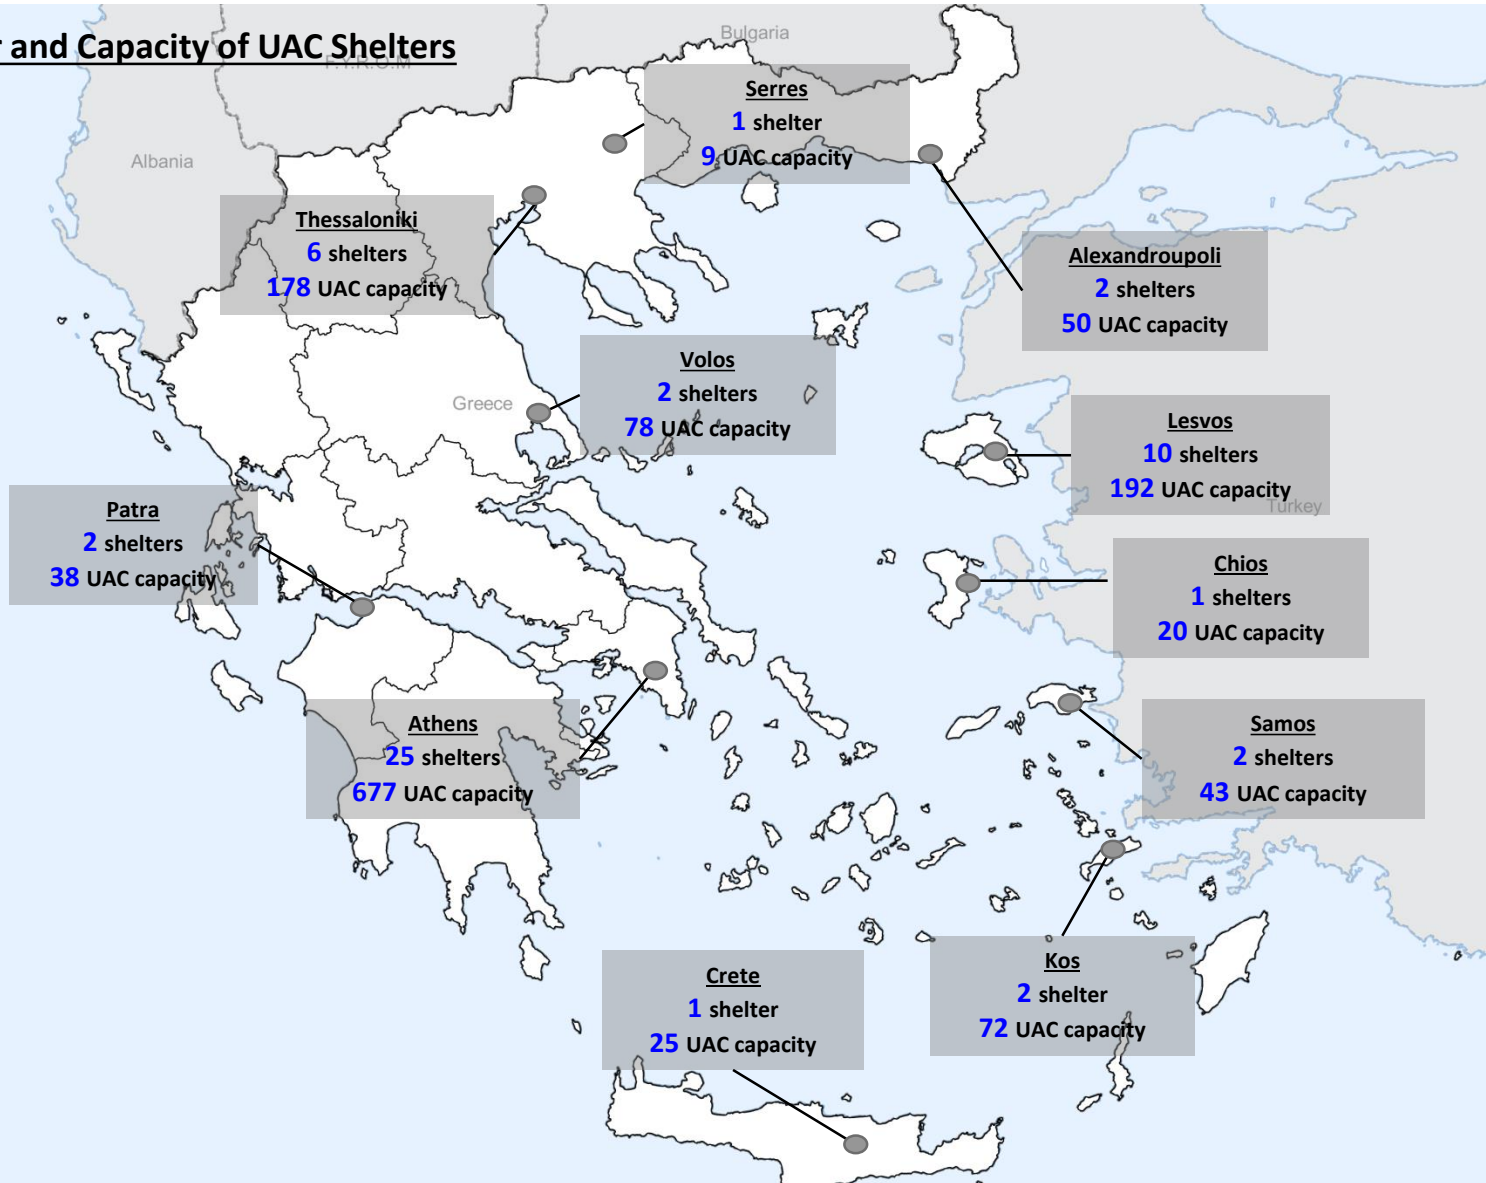 r and Capacity of UAC Shelters
Bulgaria
F.Y.R.O.M
Albania
Serres
1 shelter
9 UAC capacity
Thessaloniki
6 shelters
178 UAC capacity
Alexandroupoli
2 shelters
50 UAC capacity
Volos
2 shelters
78 UAC capacity
Greece
Lesvos
10 shelters
192 UAC capacity
Turkey
Patra
2 shelters
38 UAC capacity
Chios
1 shelters
20 UAC capacity
Athens
25 shelters
677 UAC capacity
Samos
2 shelters
43 UAC capacity
Crete
1 shelter
25 UAC capacity
Kos
2 shelter
72 UAC capacity